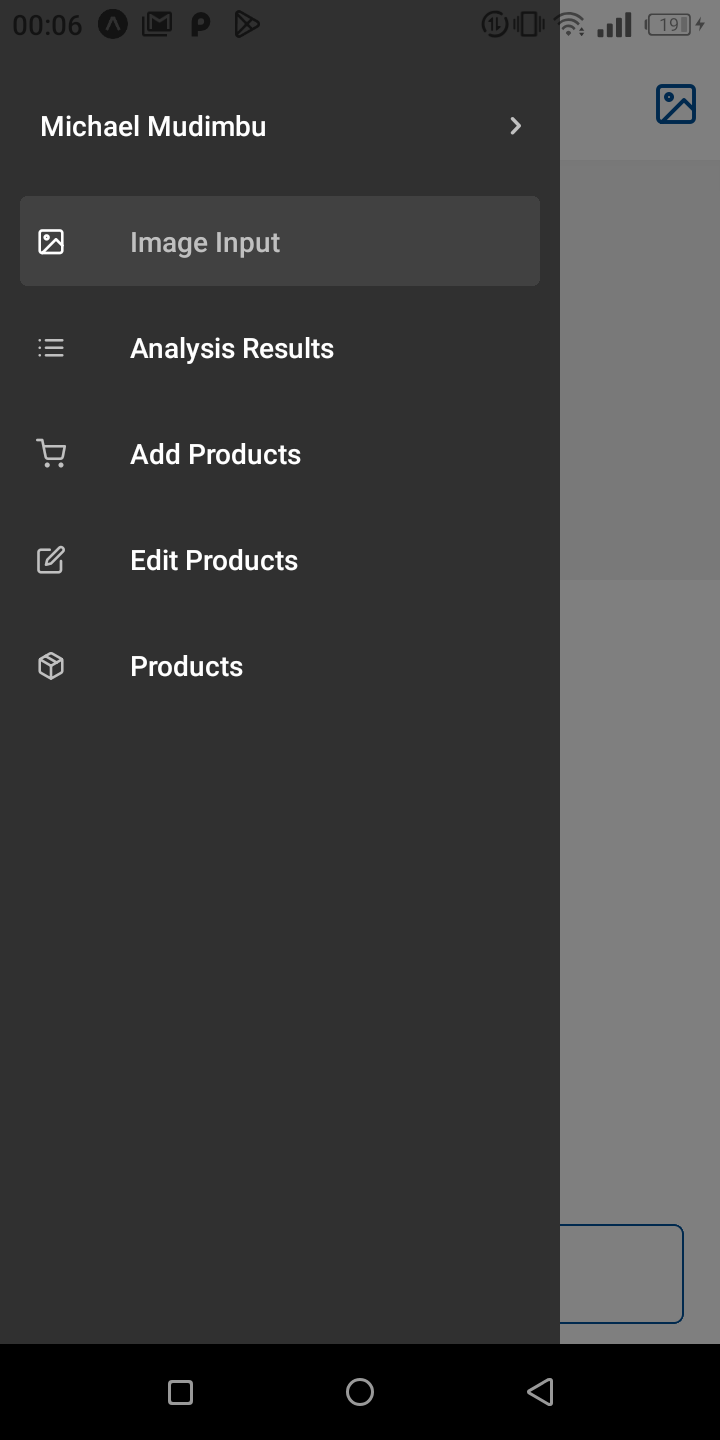 00:06
19
Michael Mudimbu
Image Input
Analysis Results
Add Products
Edit Products
Products